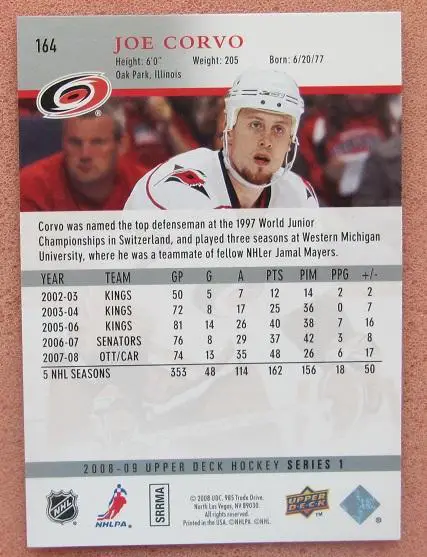 164
JOE CORVO
Height: 6'0" Weight: 205 Born: 6/20/77
Oak Park, Illinois
Corvo was named the top defenseman at the 1997 World Junior
Championships in Switzerland, and played three seasons at Western Michigan
University, where he was a teammate of fellow NHLer Jamal Mayers.
YEAR TEAM GP G A PTS PIM PPG +/-
2002-03 KINGS 50 5 7 12 14 2 2
2003-04 KINGS 72 8 17 25 36 0 7
2005-06 KINGS 81 14 26 40 38 7 16
2006-07 SENATORS 76 8 29 37 42 3 8
2007-08 OTT/CAR 74 13 35 48 26 6 17
5 NHL SEASONS 353 48 114 162 156 18 50
2008-09 UPPER DECK HOCKEY SERIES 1
NHL
NHLPA
SRRMA
© 2008 UDC. 985 Trade Drive.
North Las Vegas, NV 89030.
All rights reserved.
Printed in the USA. ©NHLPA. ©NHL.
UPPER
DECK